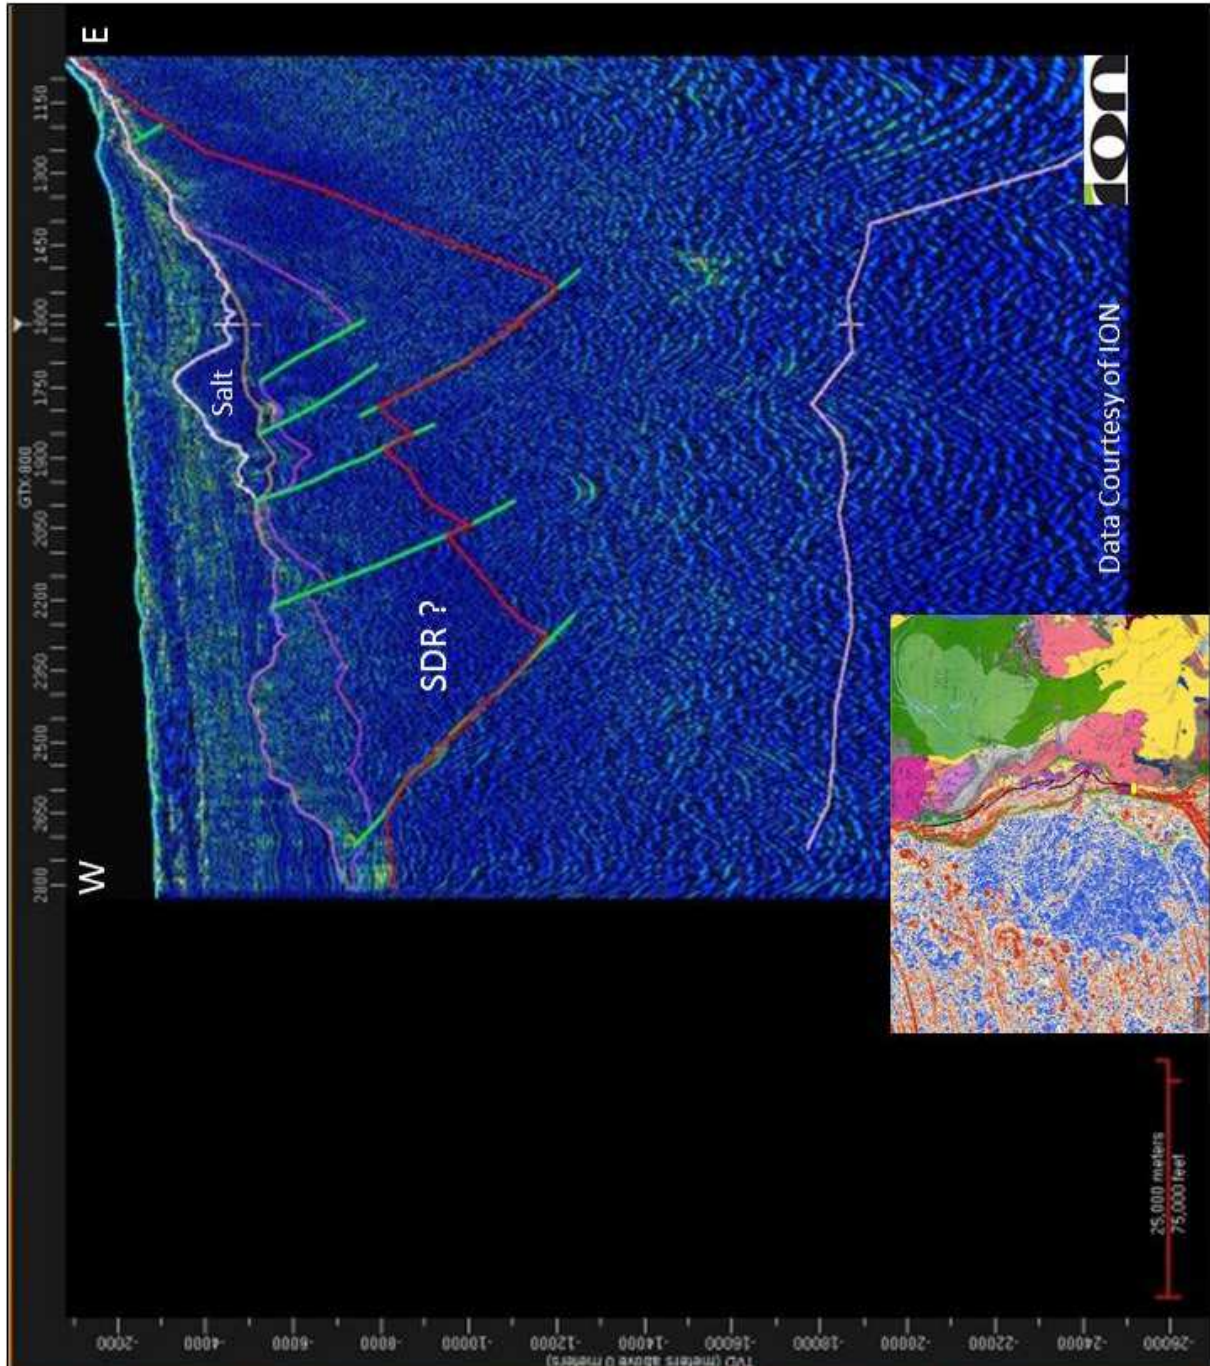 GTX-800
2800 2650 2500 2350 2200 2050 1900 1750 1600 1450 1300 1150
W
E
Salt
SDR ?
-2000
-4000
-6000
-8000
-10000
-12000
-14000
-16000
-18000
-20000
-22000
-24000
-26000
TVD (meters above 0 meters)
25,000 meters
75,000 feet
Data Courtesy of ION
ION